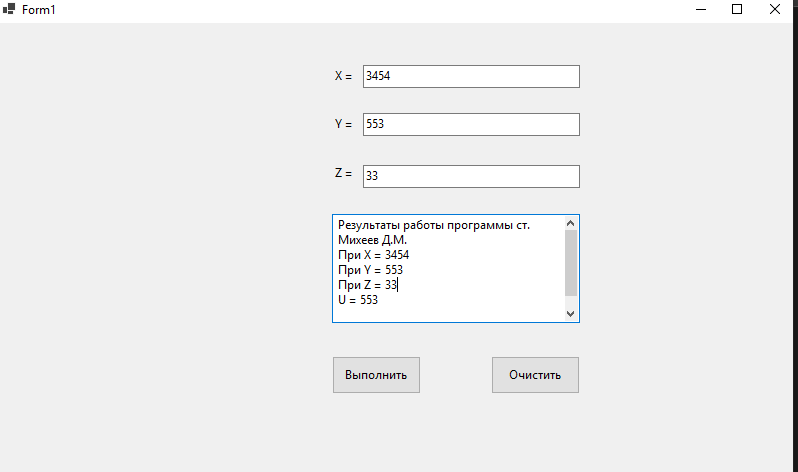 Form1
X = 3454
Y = 553
Z = 33
Результаты работы программы ст.
Михеев Д.М.
При X = 3454
При Y = 553
При Z = 33
U = 553
Выполнить Очистить